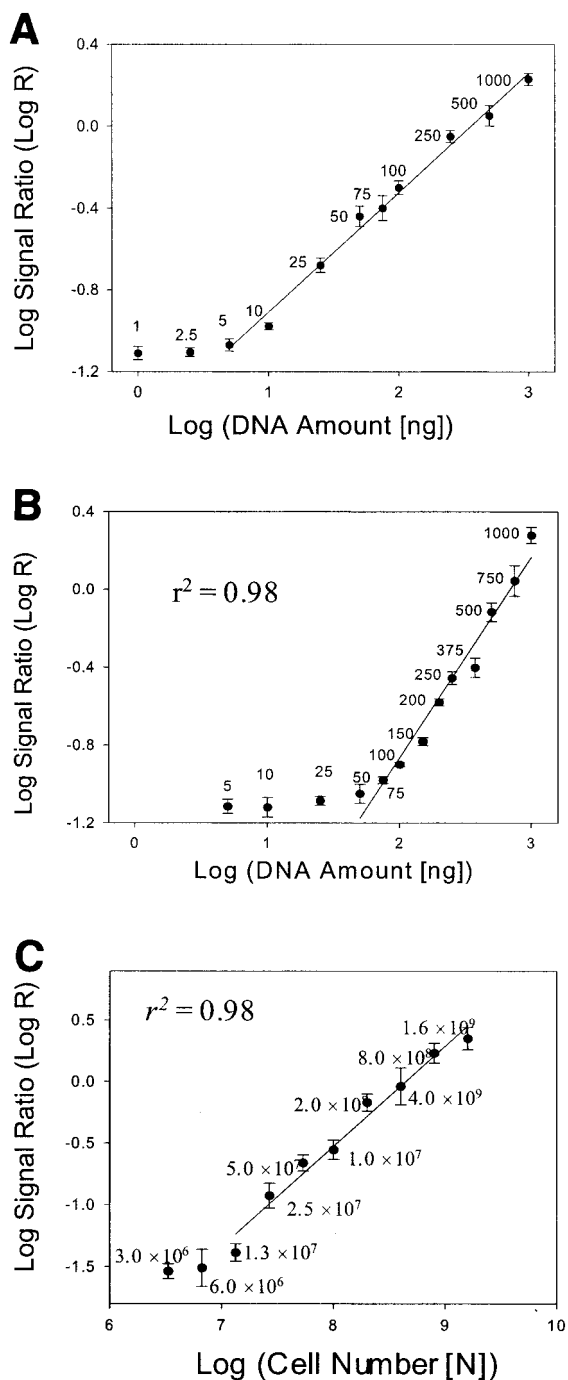 A
Log Signal Ratio (Log R)
0.4
0.0
-0.4
-0.8
-1.2
1
2.5
5
10
25
50
75
100
250
500
1000
0
1
2
3
Log (DNA Amount [ng])
B
r² = 0.98
Log Signal Ratio (Log R)
0.4
0.0
-0.4
-0.8
-1.2
5
10
25
50
75
100
150
200
250
375
500
750
1000
0
1
2
3
Log (DNA Amount [ng])
C
r² = 0.98
Log Signal Ratio (Log R)
0.5
0.0
-0.5
-1.0
-1.5
3.0 × 10⁶
6.0 × 10⁶
1.3 × 10⁷
2.5 × 10⁷
5.0 × 10⁷
1.0 × 10⁷
2.0 × 10
4.0 × 10⁹
8.0 × 10⁸
1.6 × 10⁹
6
7
8
9
10
Log (Cell Number [N])